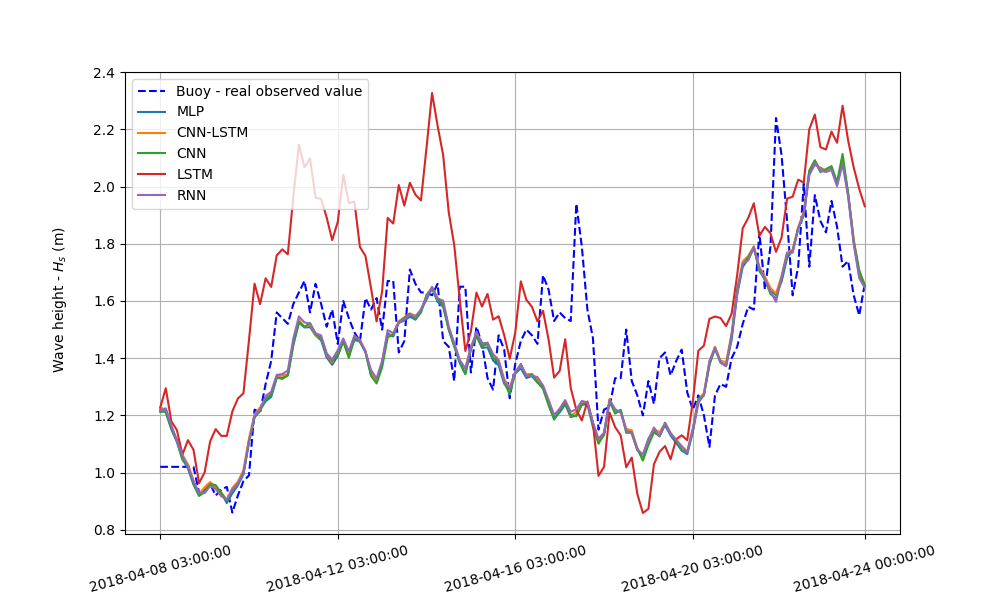 2.4
2.2
2.0
1.8
1.6
1.4
1.2
1.0
0.8
Wave height - Hₛ (m)
Buoy - real observed value
MLP
CNN-LSTM
CNN
LSTM
RNN
2018-04-08 03:00:00
2018-04-12 03:00:00
2018-04-16 03:00:00
2018-04-20 03:00:00
2018-04-24 00:00:00